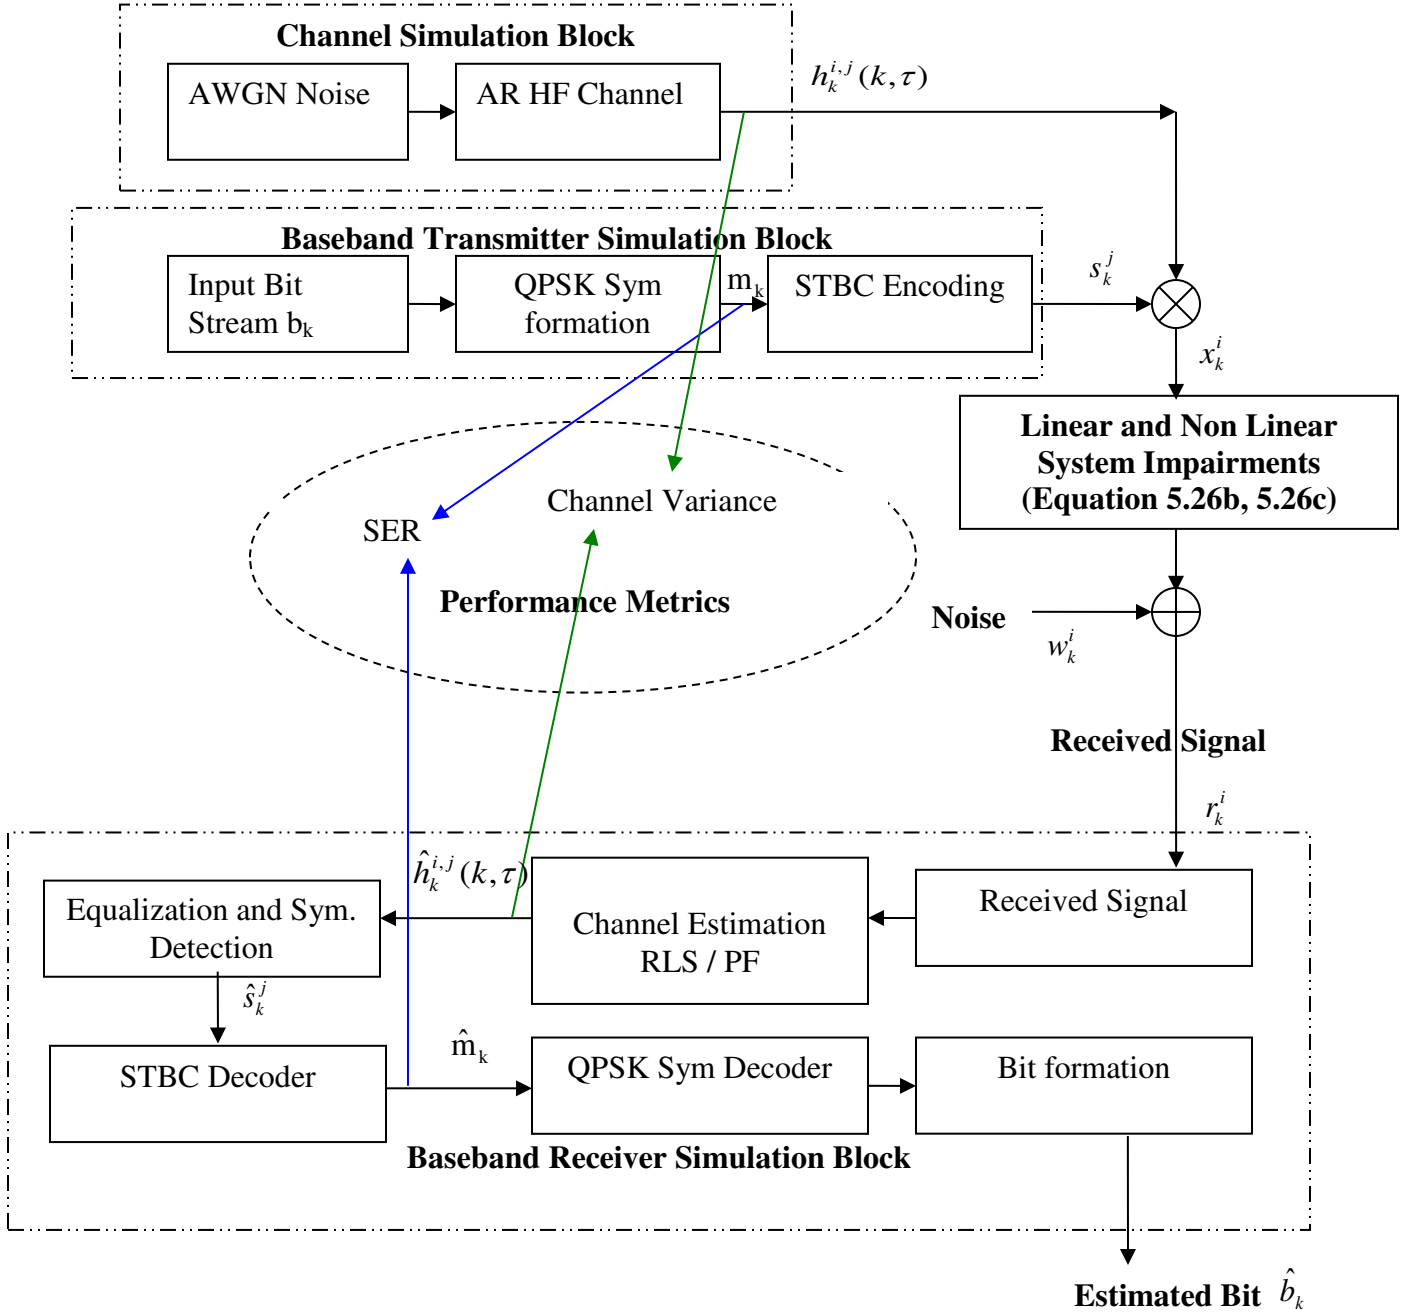 Channel Simulation Block
AWGN Noise
AR HF Channel
h_k^{i,j}(k,τ)
Baseband Transmitter Simulation Block
Input Bit
Stream b_k
QPSK Sym
formation
m_k
STBC Encoding
s_k^j
x_k^i
Linear and Non Linear
System Impairments
(Equation 5.26b, 5.26c)
Channel Variance
SER
Performance Metrics
Noise
w_k^i
Received Signal
r_k^i
ĥ_k^{i,j}(k,τ)
Equalization and Sym.
Detection
Channel Estimation
RLS / PF
Received Signal
ŝ_k^j
STBC Decoder
m̂_k
QPSK Sym Decoder
Bit formation
Baseband Receiver Simulation Block
Estimated Bit b̂_k